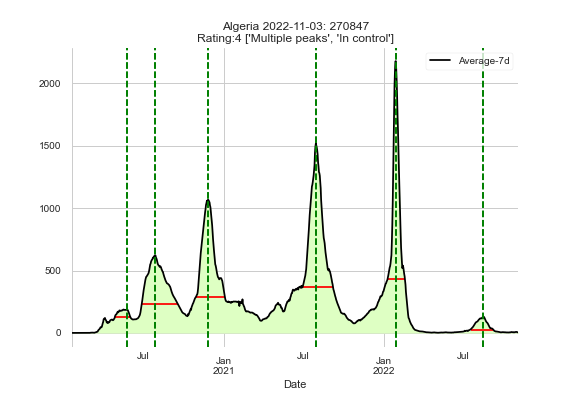 Algeria 2022-11-03: 270847
Rating:4 ['Multiple peaks', 'In control']
Average-7d
2000
1500
1000
500
0
Jul
Jan
2021
Jul
Jan
2022
Jul
Date